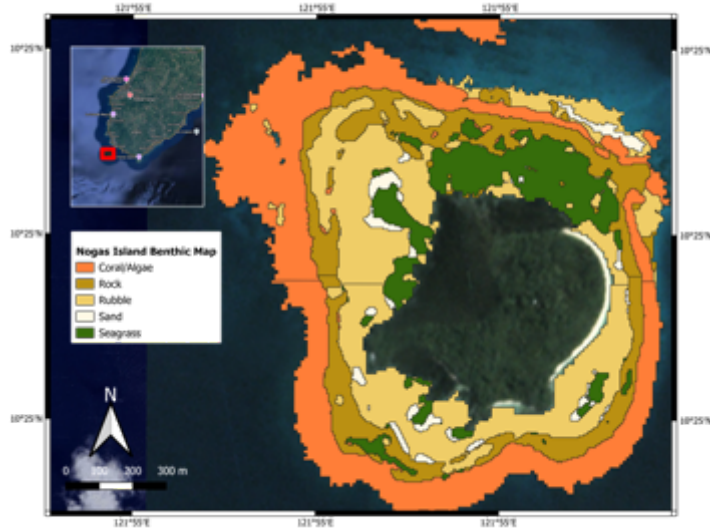 121°55'E 121°55'E 121°55'E
10°25'N 10°25'N
10°25'N 10°25'N
10°25'N 10°25'N
Nogas Island Benthic Map
Coral/Algae
Rock
Rubble
Sand
Seagrass
N
0 100 200 300 m
121°55'E 121°55'E 121°55'E